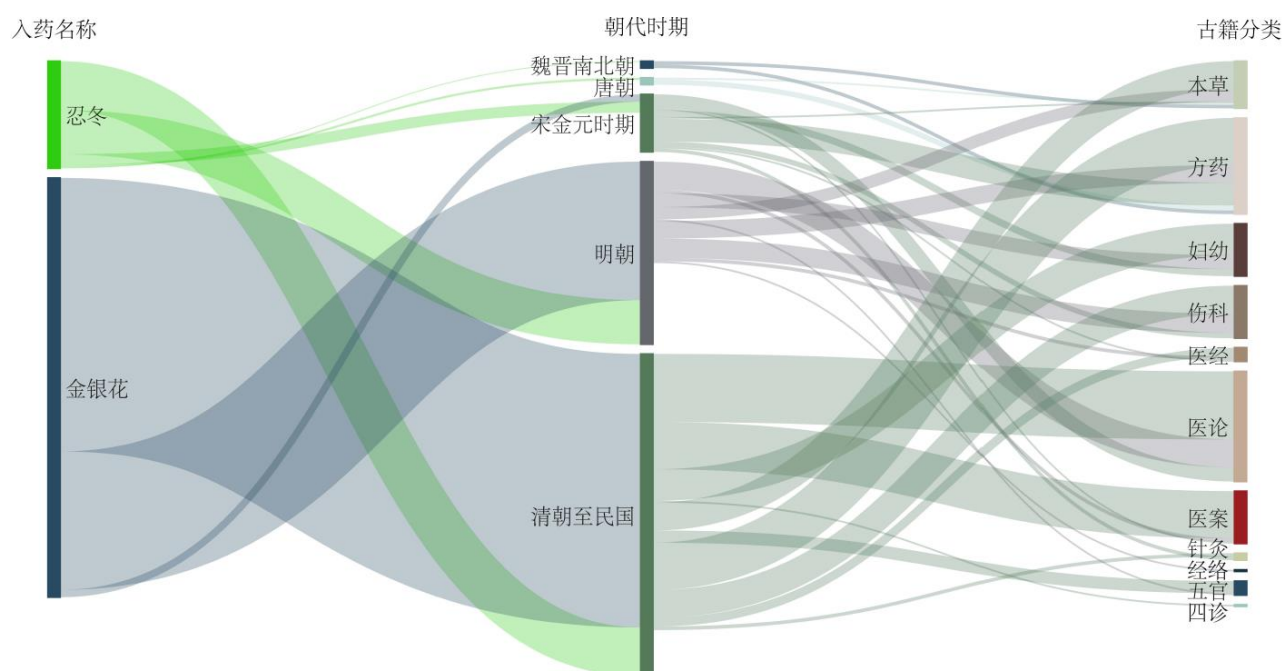 入药名称
忍冬
金银花
朝代时期
魏晋南北朝
唐朝
宋金元时期
明朝
清朝至民国
古籍分类
本草
方药
妇幼
伤科
医经
医论
医案
针灸
经络
五官
四诊